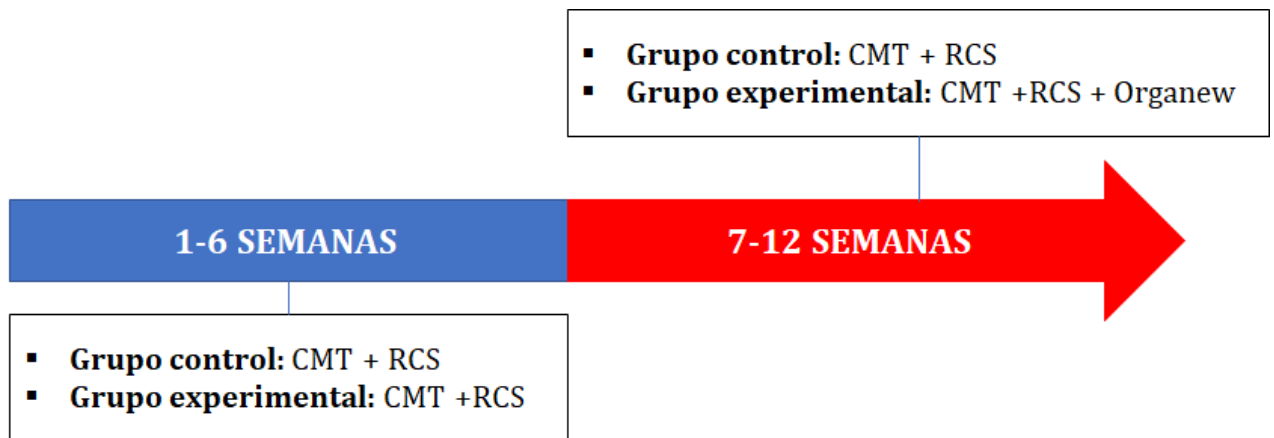 ▪ Grupo control: CMT + RCS
▪ Grupo experimental: CMT +RCS + Organew
1-6 SEMANAS
7-12 SEMANAS
▪ Grupo control: CMT + RCS
▪ Grupo experimental: CMT +RCS